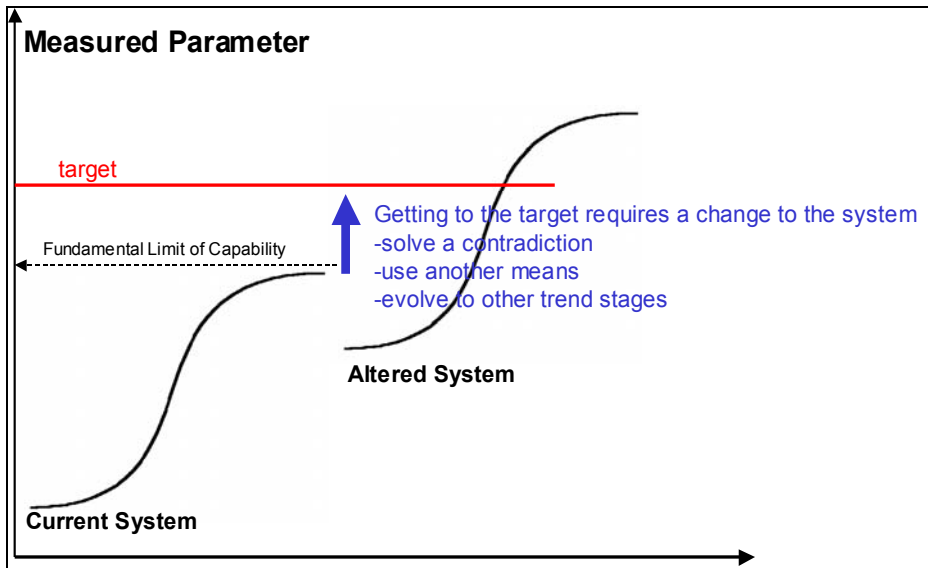 Measured Parameter
target
Getting to the target requires a change to the system
-solve a contradiction
-use another means
-evolve to other trend stages
Fundamental Limit of Capability
Altered System
Current System